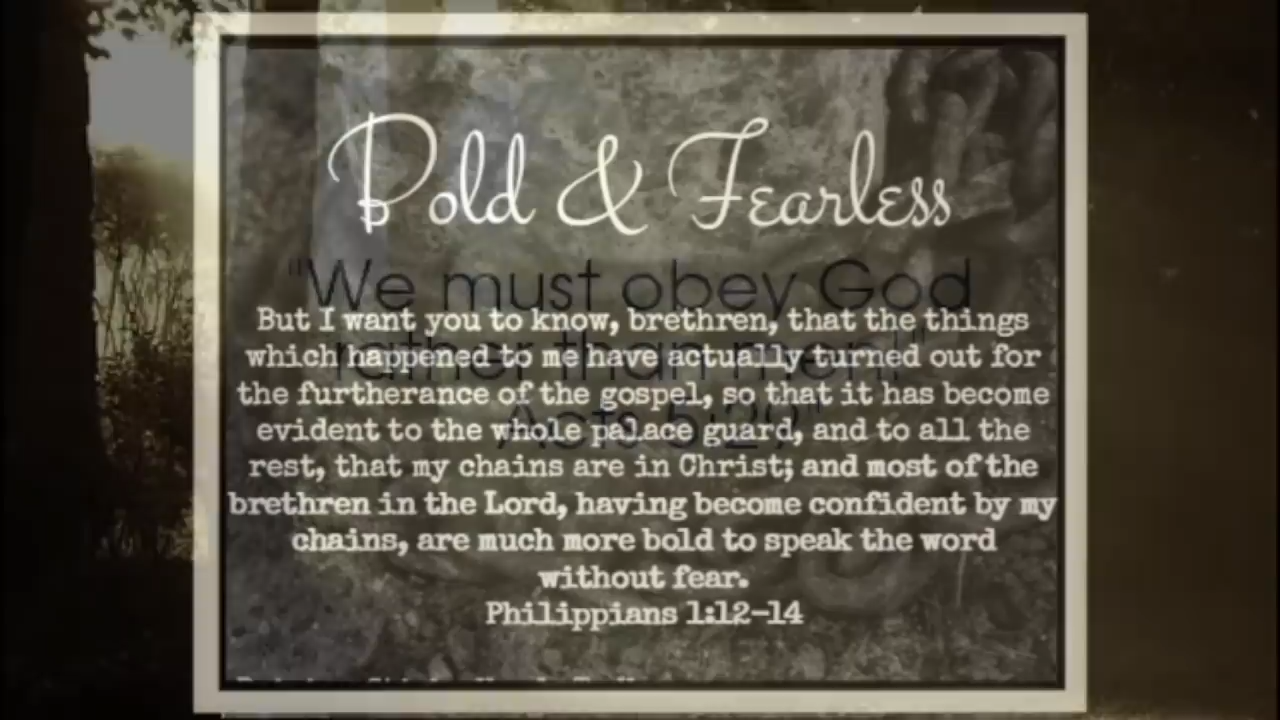 Bold & Fearless
"We must obey God
rather than men!"
Acts 5:29"
But I want you to know, brethren, that the things
which happened to me have actually turned out for
the furtherance of the gospel, so that it has become
evident to the whole palace guard, and to all the
rest, that my chains are in Christ; and most of the
brethren in the Lord, having become confident by my
chains, are much more bold to speak the word
without fear.
Philippians 1:12-14